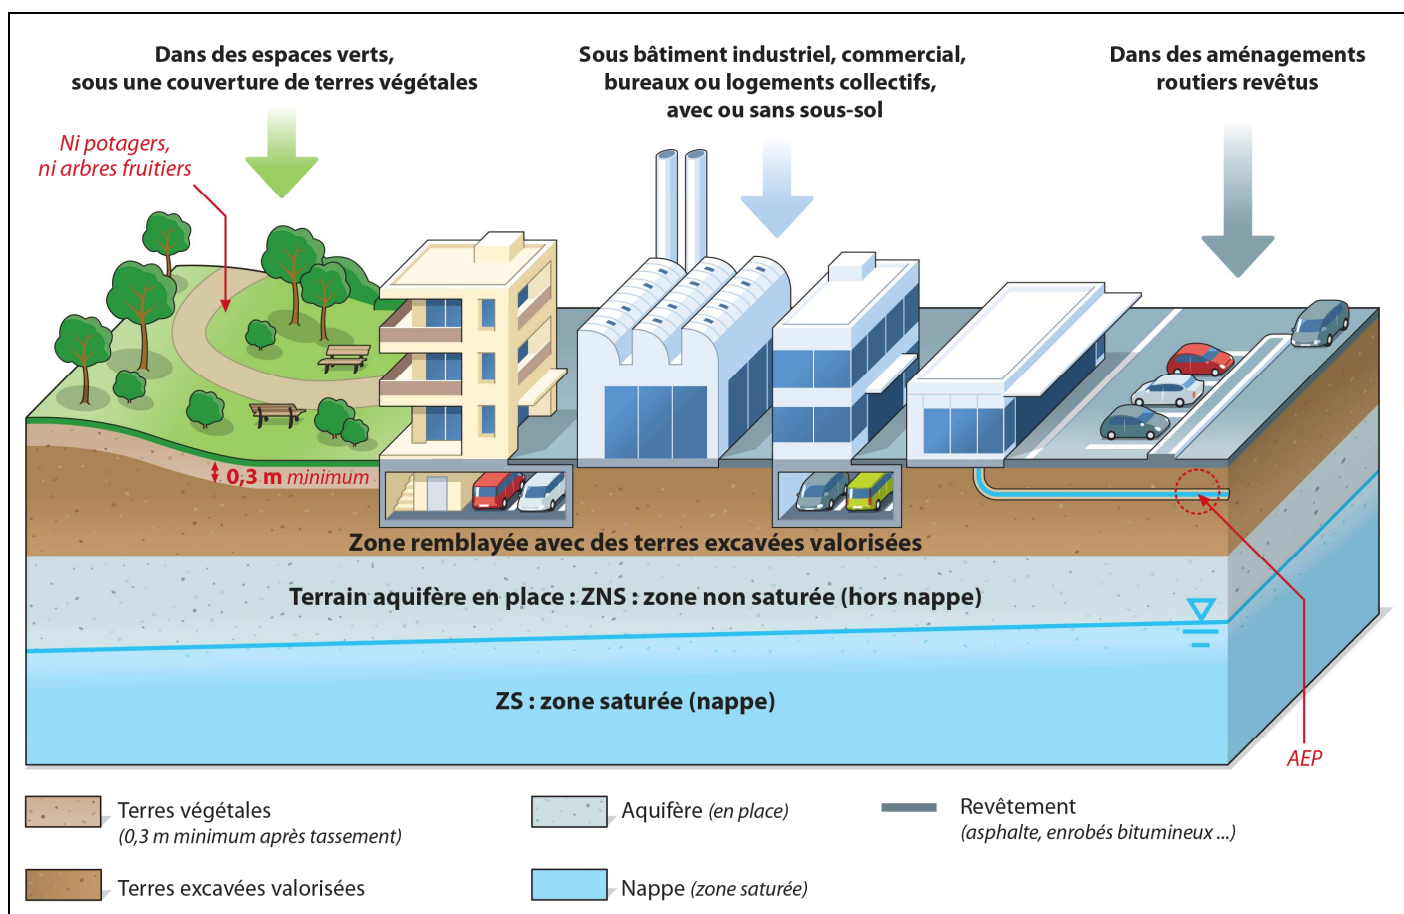 Dans des espaces verts,
sous une couverture de terres végétales
Sous bâtiment industriel, commercial,
bureaux ou logements collectifs,
avec ou sans sous-sol
Dans des aménagements
routiers revêtus
Ni potagers,
ni arbres fruitiers
0,3 m minimum
Zone remblayée avec des terres excavées valorisées
Terrain aquifère en place : ZNS : zone non saturée (hors nappe)
ZS : zone saturée (nappe)
AEP
Terres végétales
(0,3 m minimum après tassement)
Terres excavées valorisées
Aquifère (en place)
Nappe (zone saturée)
Revêtement
(asphalte, enrobés bitumineux ...)